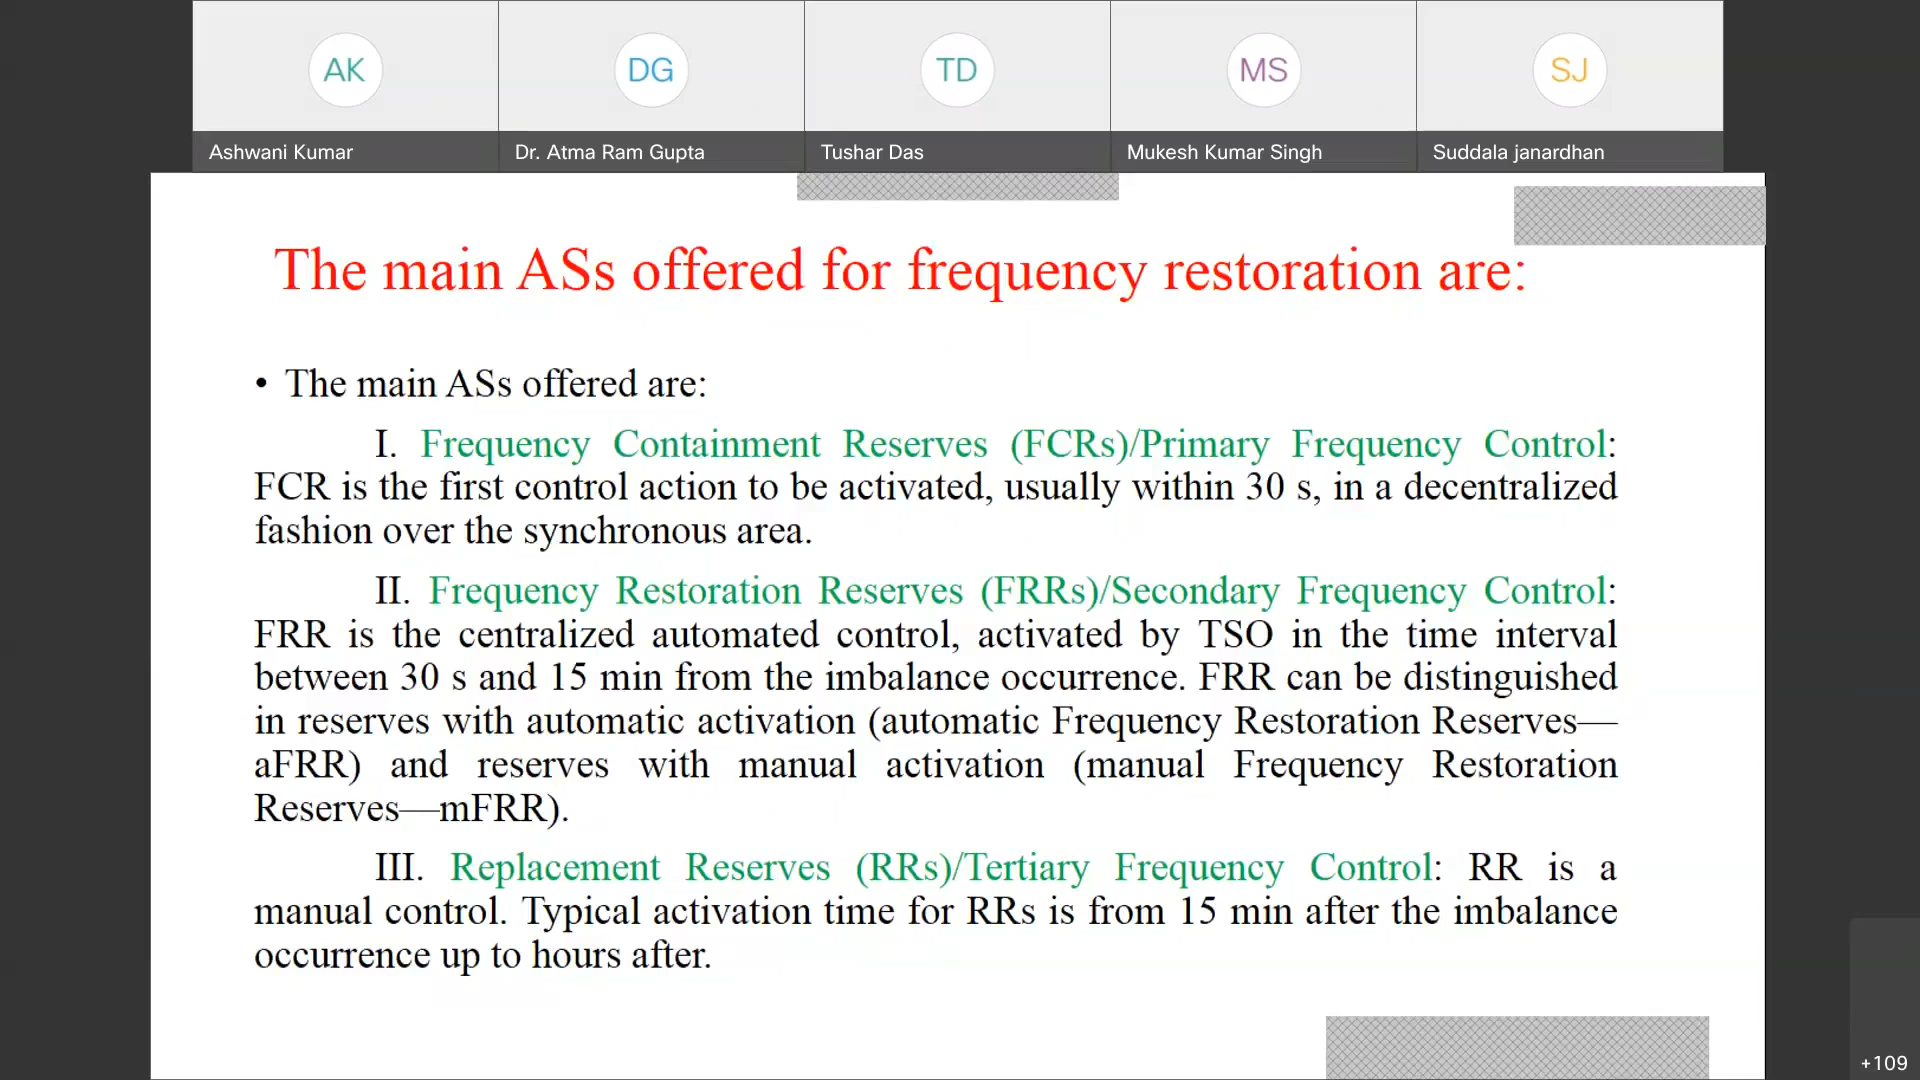 AK
DG
TD
MS
SJ
Ashwani Kumar
Dr. Atma Ram Gupta
Tushar Das
Mukesh Kumar Singh
Suddala janardhan
The main ASs offered for frequency restoration are:
• The main ASs offered are:
I. Frequency Containment Reserves (FCRs)/Primary Frequency Control:
FCR is the first control action to be activated, usually within 30 s, in a decentralized
fashion over the synchronous area.
II. Frequency Restoration Reserves (FRRs)/Secondary Frequency Control:
FRR is the centralized automated control, activated by TSO in the time interval
between 30 s and 15 min from the imbalance occurrence. FRR can be distinguished
in reserves with automatic activation (automatic Frequency Restoration Reserves—
aFRR) and reserves with manual activation (manual Frequency Restoration
Reserves—mFRR).
III. Replacement Reserves (RRs)/Tertiary Frequency Control: RR is a
manual control. Typical activation time for RRs is from 15 min after the imbalance
occurrence up to hours after.
+109